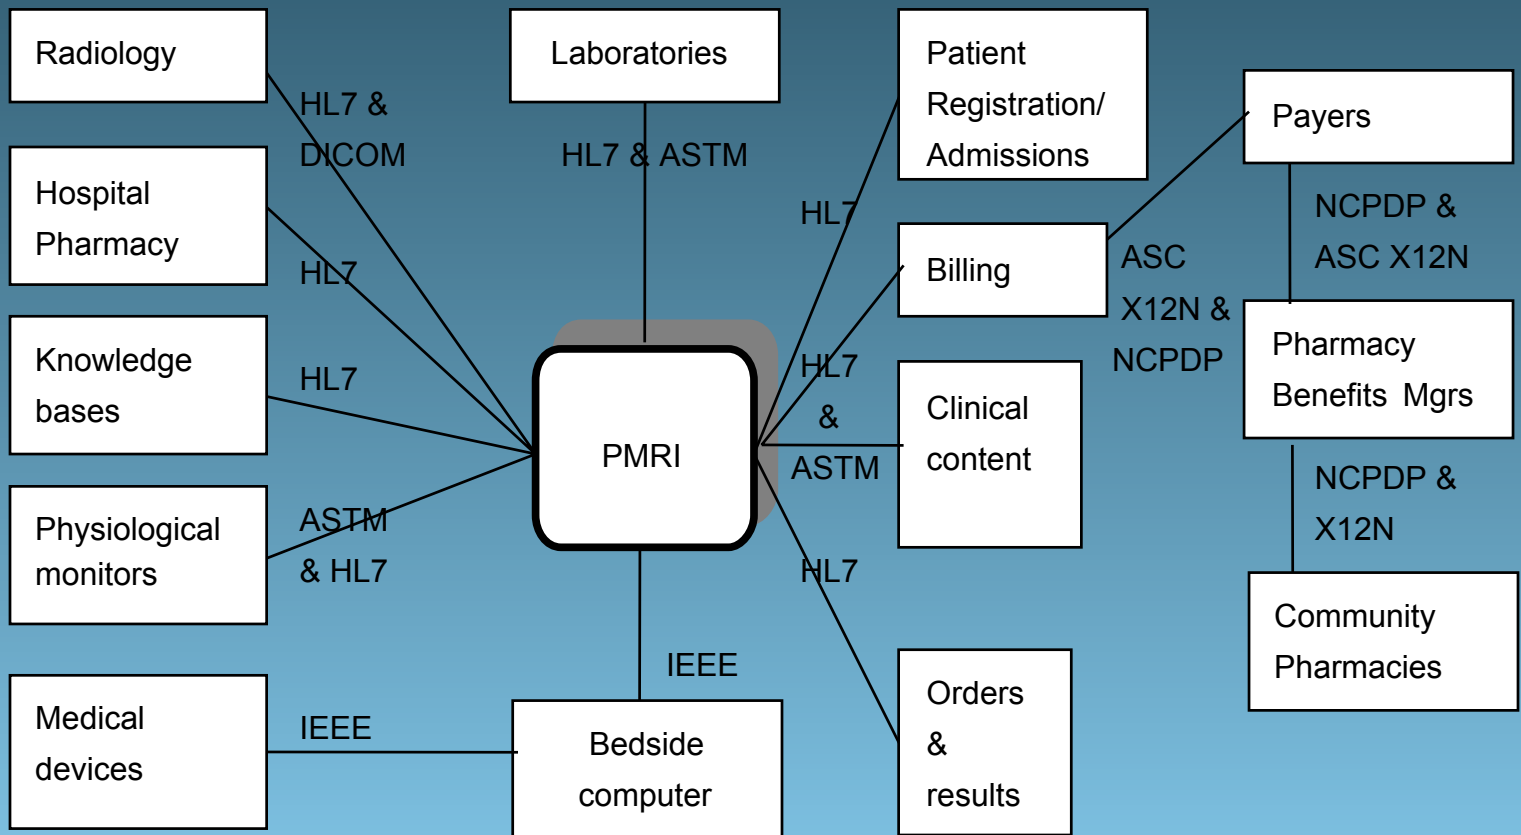 Radiology
HL7 &
DICOM
Hospital
Pharmacy
HL7
Knowledge
bases
HL7
Physiological
monitors
ASTM
& HL7
Medical
devices
IEEE
Laboratories
HL7 & ASTM
PMRI
IEEE
Bedside
computer
Patient
Registration/
Admissions
HL7
Billing
HL7
&
ASTM
Clinical
content
HL7
Orders
&
results
ASC
X12N &
NCPDP
Payers
NCPDP &
ASC X12N
Pharmacy
Benefits Mgrs
NCPDP &
X12N
Community
Pharmacies